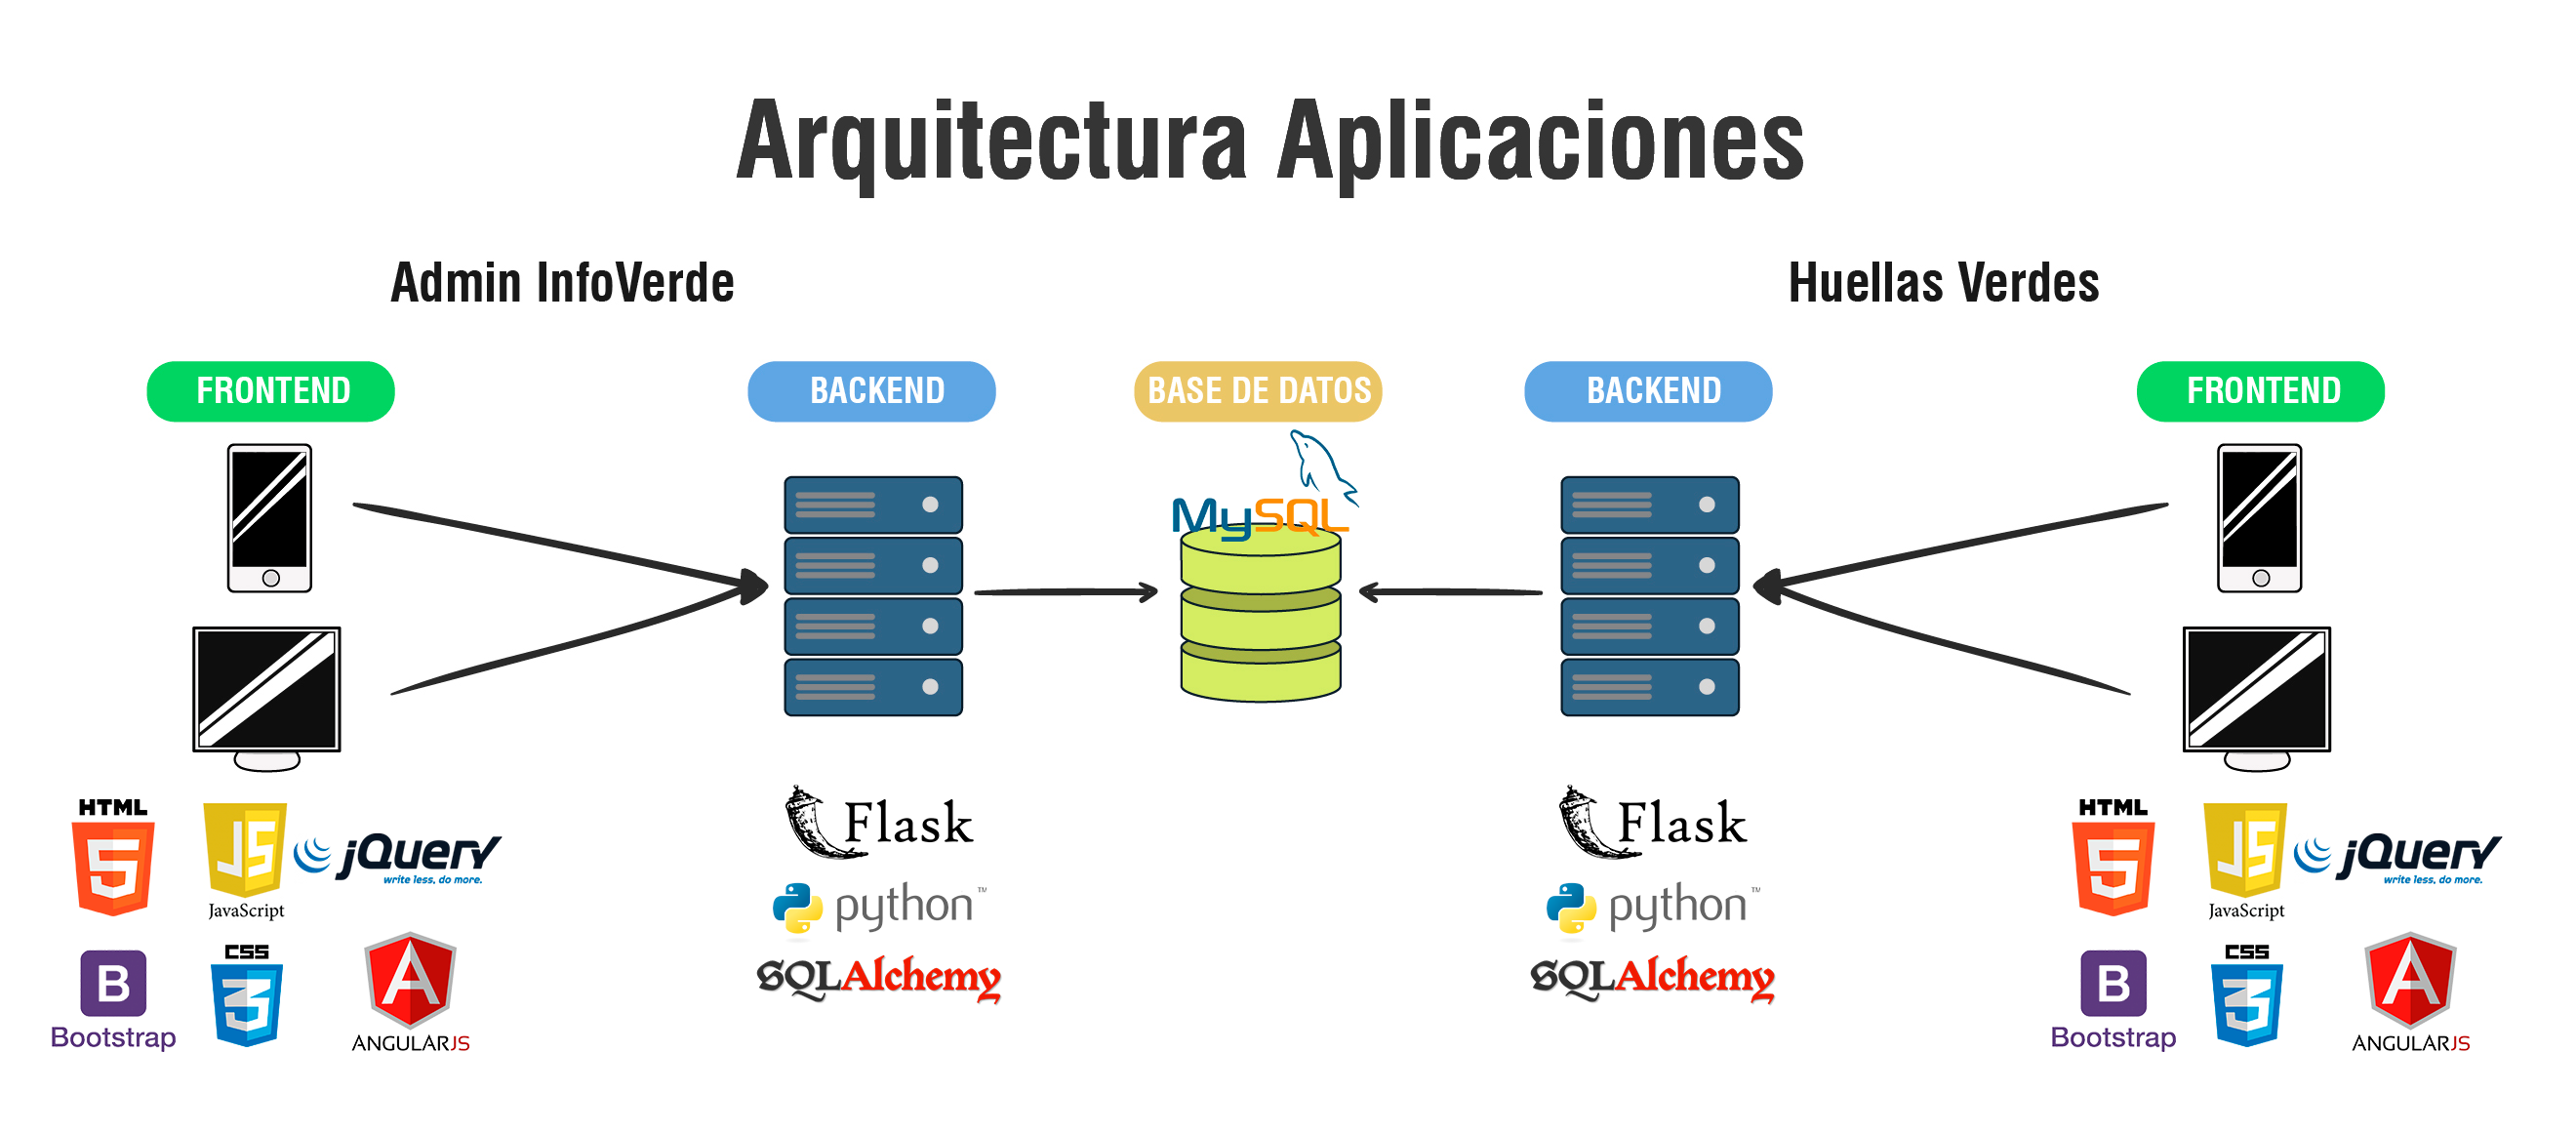 Arquitectura Aplicaciones
Admin InfoVerde
Huellas Verdes
FRONTEND
BACKEND
BASE DE DATOS
BACKEND
FRONTEND
MySQL
HTML
5
JS
JavaScript
jQuery
write less, do more.
B
Bootstrap
CSS
3
A
ANGULARJS
Flask
python™
SQLAlchemy
Flask
python™
SQLAlchemy
HTML
5
JS
JavaScript
jQuery
write less, do more.
B
Bootstrap
CSS
3
A
ANGULARJS